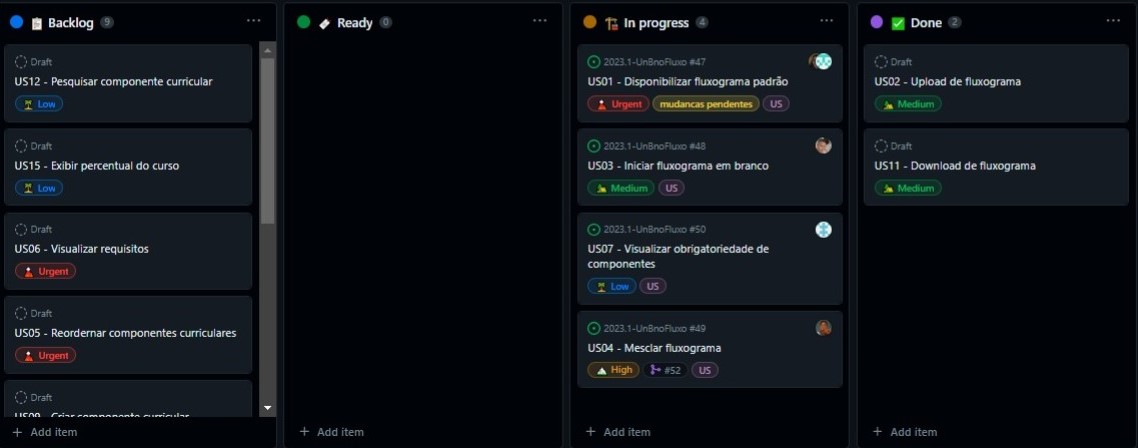 Backlog 9
Draft
US12 - Pesquisar componente curricular
Low
Draft
US15 - Exibir percentual do curso
Low
Draft
US06 - Visualizar requisitos
Urgent
Draft
US05 - Reordernar componentes curriculares
Urgent
Draft
US09 - Criar componente curricular
Add item
Ready 0
Add item
In progress 4
2023.1-UnBnoFluxo #47
US01 - Disponibilizar fluxograma padrão
Urgent mudancas pendentes US
2023.1-UnBnoFluxo #48
US03 - Iniciar fluxograma em branco
Medium US
2023.1-UnBnoFluxo #50
US07 - Visualizar obrigatoriedade de
componentes
Low US
2023.1-UnBnoFluxo #49
US04 - Mesclar fluxograma
High #52 US
Add item
Done 2
Draft
US02 - Upload de fluxograma
Medium
Draft
US11 - Download de fluxograma
Medium
Add item